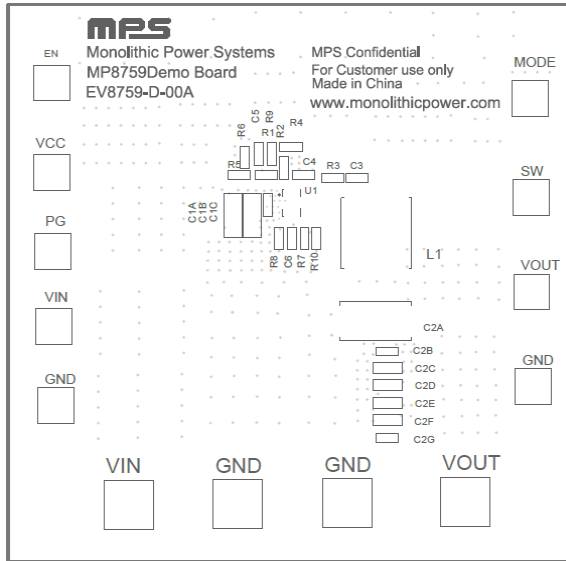 mps
Monolithic Power Systems
MP8759Demo Board
EV8759-D-00A
MPS Confidential
For Customer use only
Made in China
www.monolithicpower.com
EN
MODE
VCC
SW
PG
VOUT
VIN
GND
GND
R6
C5
R1
R9
R2
R4
R5
C4
R3
C3
U1
C1A
C1B
C1C
L1
R8
C6
R7
R10
C2A
C2B
C2C
C2D
C2E
C2F
C2G
VIN
GND
GND
VOUT